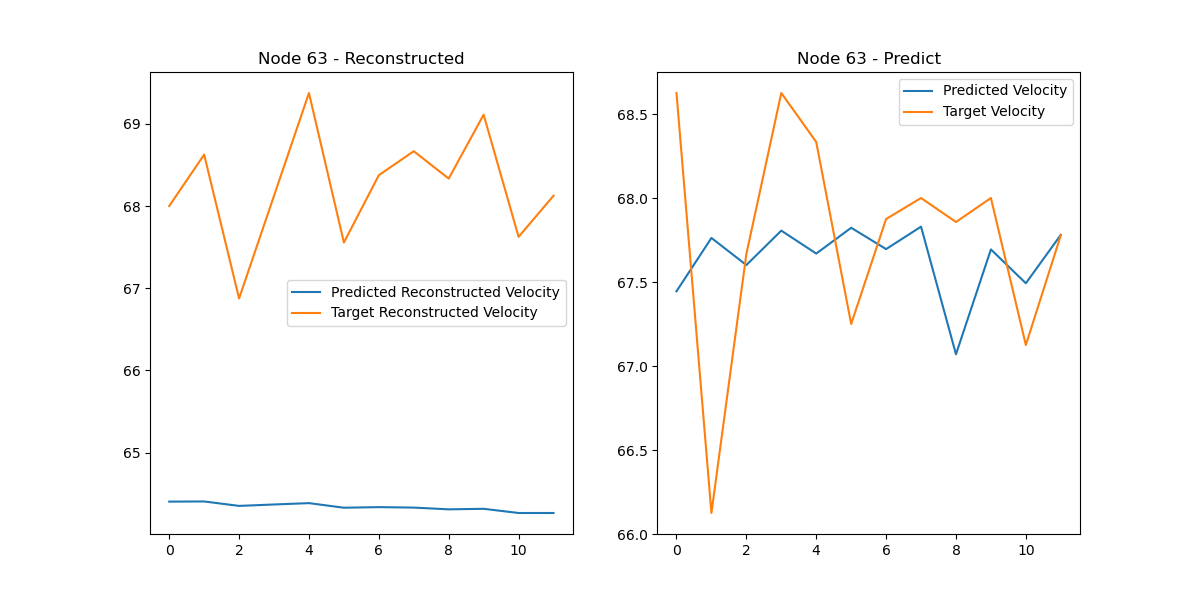 Node 63 - Reconstructed
69
68
67
66
65
0 2 4 6 8 10
Predicted Reconstructed Velocity
Target Reconstructed Velocity
Node 63 - Predict
68.5
68.0
67.5
67.0
66.5
66.0
0 2 4 6 8 10
Predicted Velocity
Target Velocity